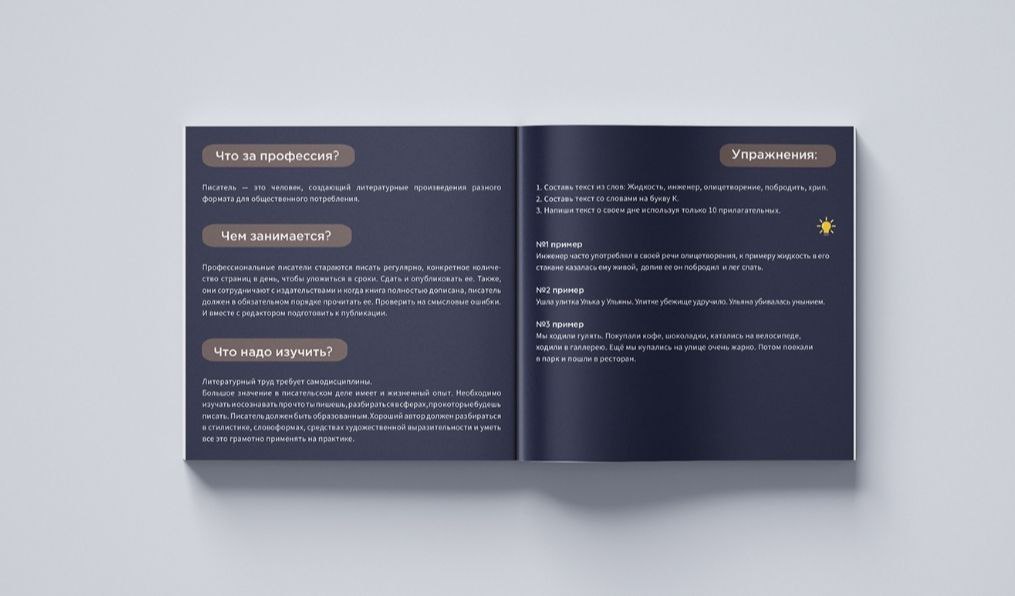 Что за профессия?
Писатель — это человек, создающий литературные произведения разного
формата для общественного потребления.
Чем занимается?
Профессиональные писатели стараются писать регулярно, конкретное количе-
ство страниц в день, чтобы уложиться в сроки. Сдать и опубликовать ее. Также,
они сотрудничают с издательствами и когда книга полностью дописана, писатель
должен в обязательном порядке прочитать ее. Проверить на смысловые ошибки.
И вместе с редактором подготовить к публикации.
Что надо изучить?
Литературный труд требует самодисциплины.
Большое значение в писательском деле имеет и жизненный опыт. Необходимо
изучать и осознавать про что ты пишешь, разбираться в сферах, про которые будешь
писать. Писатель должен быть образованным. Хороший автор должен разбираться
в стилистике, словоформах, средствах художественной выразительности и уметь
все это грамотно применять на практике.
Упражнения:
1. Составь текст из слов: Жидкость, инженер, олицетворение, побродить, хрип.
2. Составь текст со словами на букву К.
3. Напиши текст о своем дне используя только 10 прилагательных.
№1 пример
Инженер часто употреблял в своей речи олицетворения, к примеру жидкость в его
стакане казалась ему живой, допив ее он побродил и лег спать.
№2 пример
Ушла улитка Улька у Ульяны. Улитке убежище удручило. Ульяна убивалась унынием.
№3 пример
Мы ходили гулять. Покупали кофе, шоколадки, катались на велосипеде,
ходили в галлерею. Ещё мы купались на улице очень жарко. Потом поехали
в парк и пошли в ресторан.